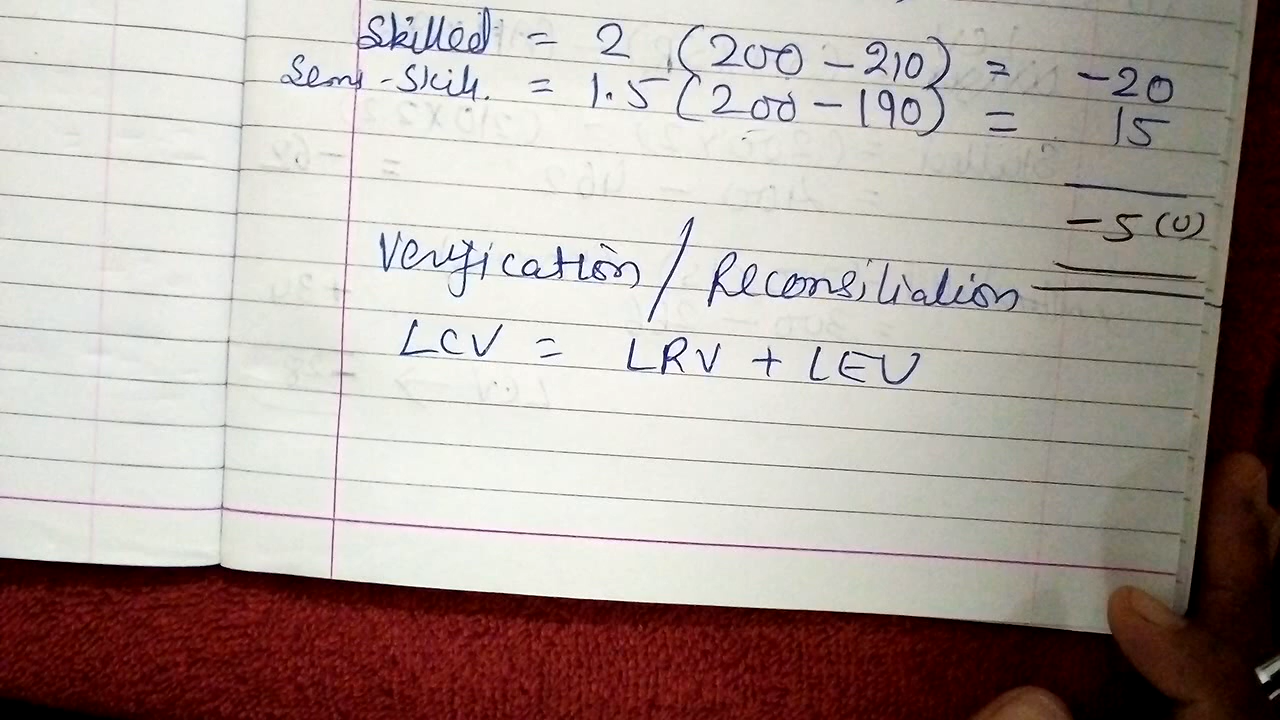 Skilled = 2 (200 - 210) = -20
Semi-Skill. = 1.5 (200 - 190) = 15
-5 (U)
Verification / Reconsiliation
LCV = LRV + LEV